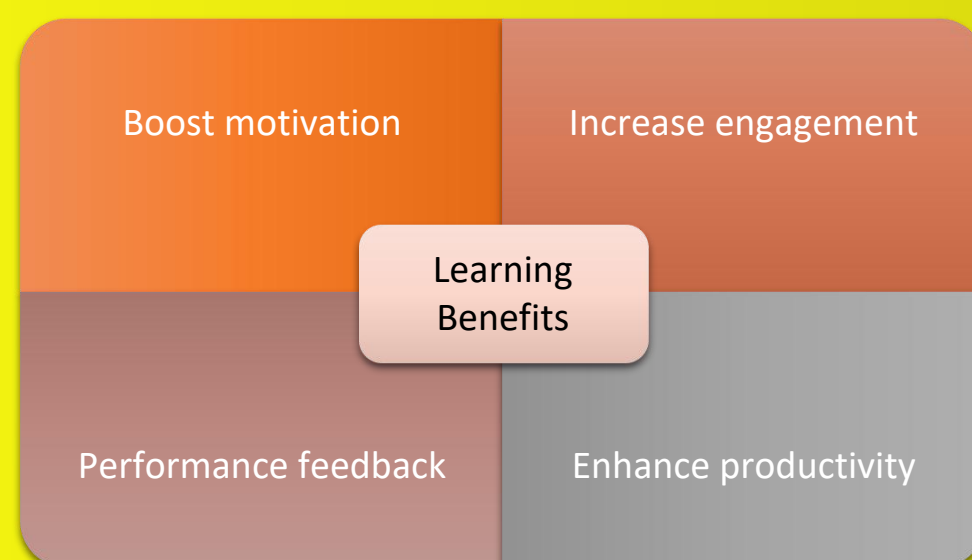 Boost motivation
Increase engagement
Learning
Benefits
Performance feedback
Enhance productivity